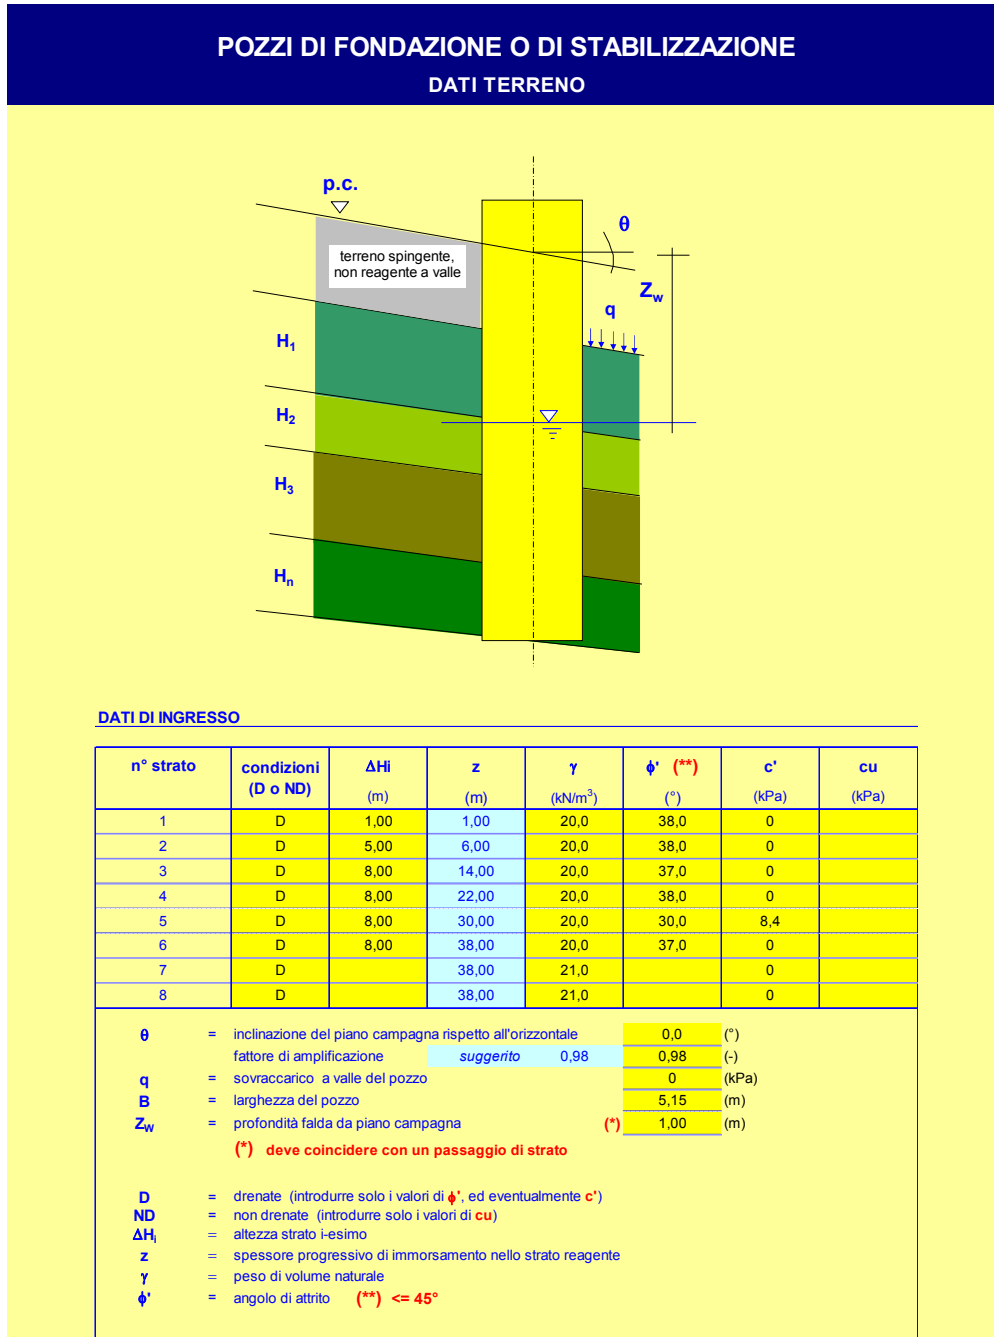 POZZI DI FONDAZIONE O DI STABILIZZAZIONE
DATI TERRENO
p.c.
θ
terreno spingente,
non reagente a valle
Zw
q
H1
H2
H3
Hn
DATI DI INGRESSO
n° strato condizioni (D o ND) ΔHi (m) z (m) γ (kN/m³) ϕ' (**) (°) c' (kPa) cu (kPa)
1 D 1,00 1,00 20,0 38,0 0
2 D 5,00 6,00 20,0 38,0 0
3 D 8,00 14,00 20,0 37,0 0
4 D 8,00 22,00 20,0 38,0 0
5 D 8,00 30,00 20,0 30,0 8,4
6 D 8,00 38,00 20,0 37,0 0
7 D 38,00 21,0 0
8 D 38,00 21,0 0
θ = inclinazione del piano campagna rispetto all'orizzontale 0,0 (°)
fattore di amplificazione suggerito 0,98 0,98 (-)
q = sovraccarico a valle del pozzo 0 (kPa)
B = larghezza del pozzo 5,15 (m)
Zw = profondità falda da piano campagna (*) 1,00 (m)
(*) deve coincidere con un passaggio di strato
D = drenate (introdurre solo i valori di ϕ', ed eventualmente c')
ND = non drenate (introdurre solo i valori di cu)
ΔHi = altezza strato i-esimo
z = spessore progressivo di immorsamento nello strato reagente
γ = peso di volume naturale
ϕ' = angolo di attrito (**) <= 45°